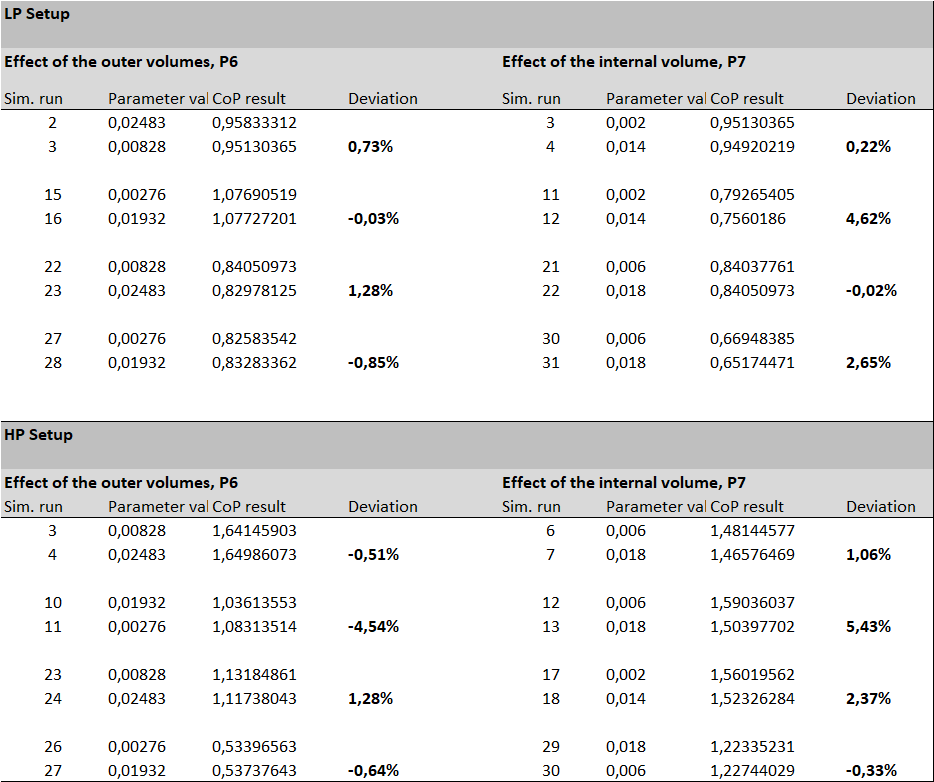 LP Setup
Effect of the outer volumes, P6 Effect of the internal volume, P7
Sim. run Parameter val CoP result Deviation Sim. run Parameter val CoP result Deviation
2 0,02483 0,95833312 3 0,002 0,95130365
3 0,00828 0,95130365 0,73% 4 0,014 0,94920219 0,22%
15 0,00276 1,07690519 11 0,002 0,79265405
16 0,01932 1,07727201 -0,03% 12 0,014 0,7560186 4,62%
22 0,00828 0,84050973 21 0,006 0,84037761
23 0,02483 0,82978125 1,28% 22 0,018 0,84050973 -0,02%
27 0,00276 0,82583542 30 0,006 0,66948385
28 0,01932 0,83283362 -0,85% 31 0,018 0,65174471 2,65%
HP Setup
Effect of the outer volumes, P6 Effect of the internal volume, P7
Sim. run Parameter val CoP result Deviation Sim. run Parameter val CoP result Deviation
3 0,00828 1,64145903 6 0,006 1,48144577
4 0,02483 1,64986073 -0,51% 7 0,018 1,46576469 1,06%
10 0,01932 1,03613553 12 0,006 1,59036037
11 0,00276 1,08313514 -4,54% 13 0,018 1,50397702 5,43%
23 0,00828 1,13184861 17 0,002 1,56019562
24 0,02483 1,11738043 1,28% 18 0,014 1,52326284 2,37%
26 0,00276 0,53396563 29 0,018 1,22335231
27 0,01932 0,53737643 -0,64% 30 0,006 1,22744029 -0,33%